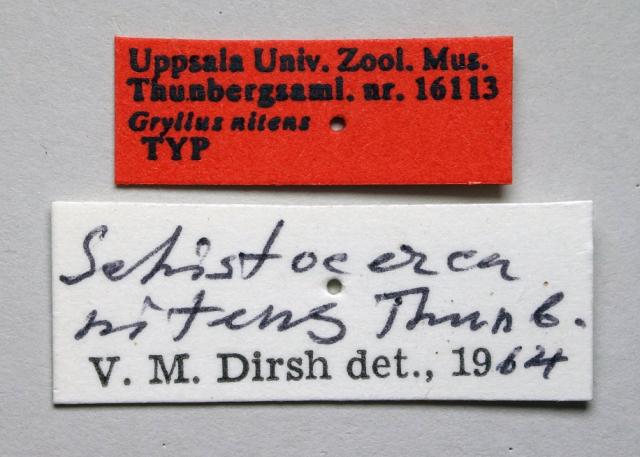 Uppsala Univ. Zool. Mus.
Thunbergsaml. nr. 16113
Gryllus nitens
TYP
Schistocerca
nitens Thunb.
V. M. Dirsh det., 1964